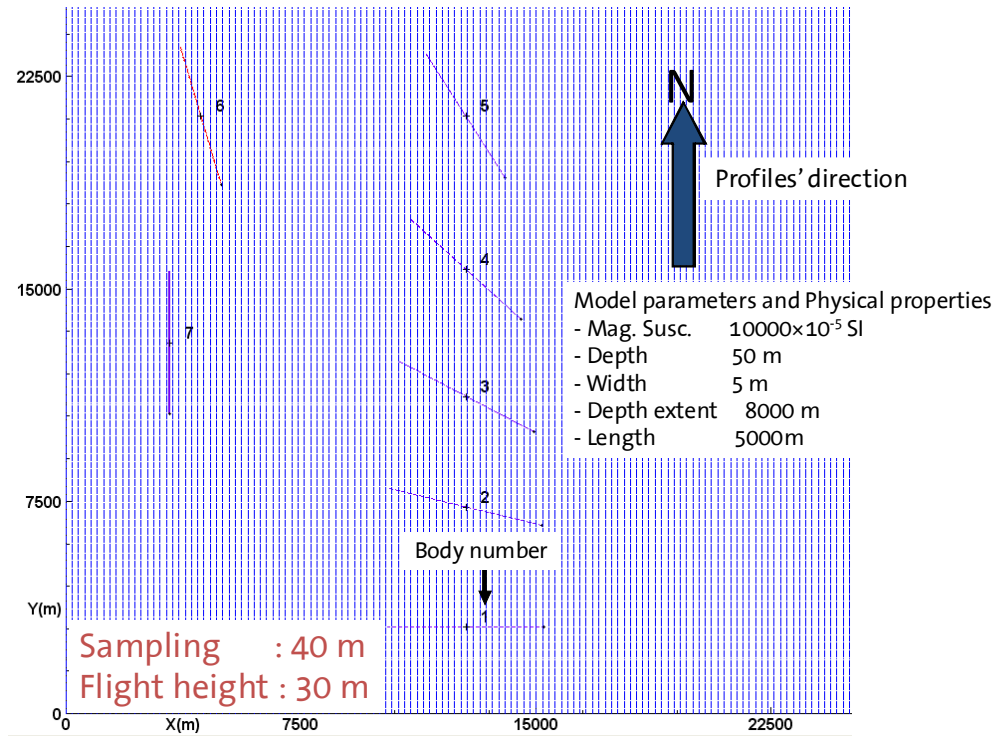 22500
6
5
N
Profiles' direction
4
15000
7
Model parameters and Physical properties
- Mag. Susc. 10000×10⁻⁵ SI
- Depth 50 m
- Width 5 m
- Depth extent 8000 m
- Length 5000m
3
7500
2
Body number
1
Y(m)
Sampling : 40 m
Flight height : 30 m
0
0 X(m) 7500 15000 22500